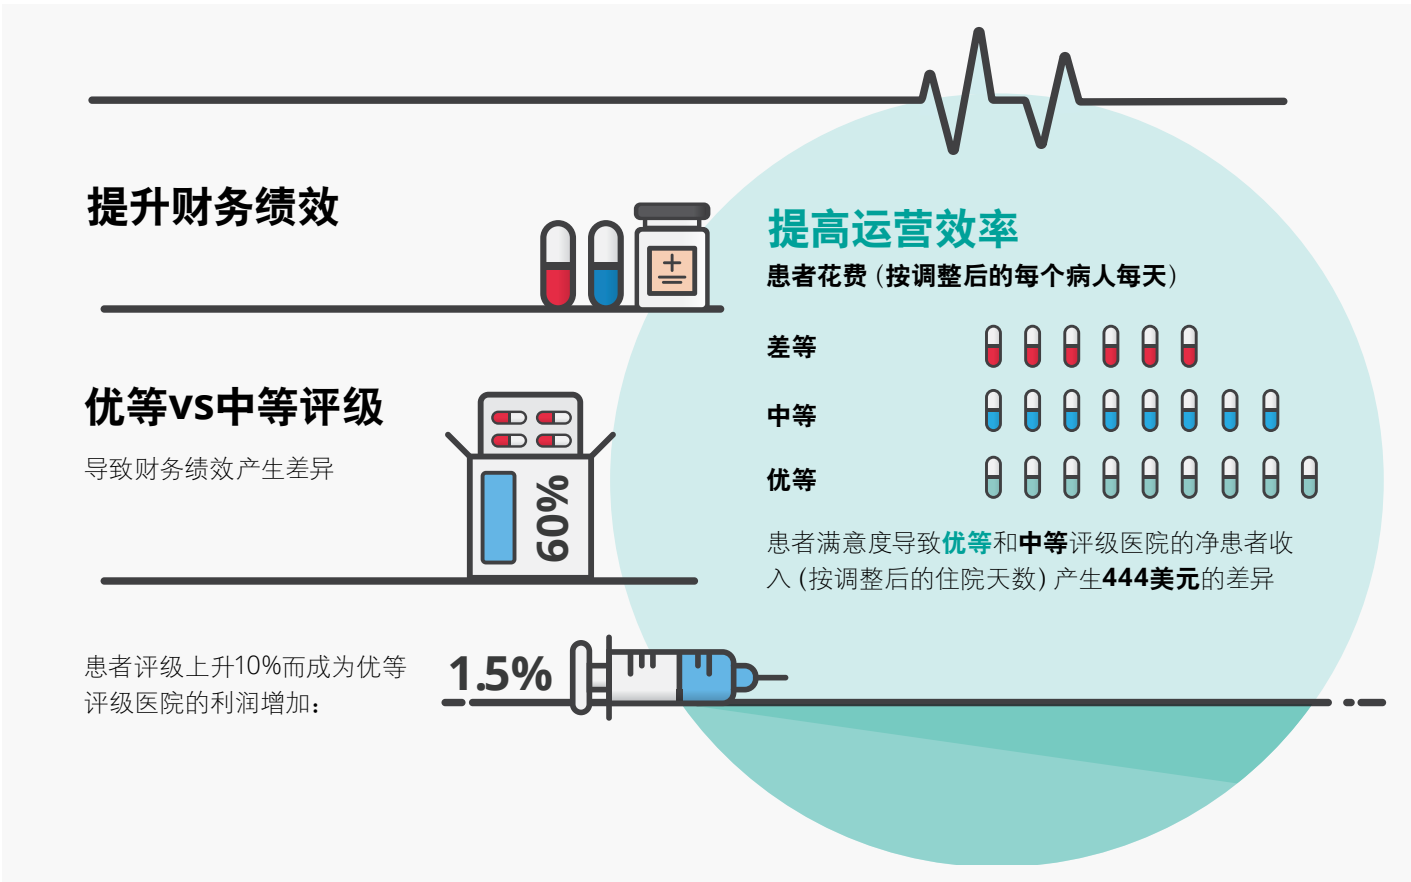 提升财务绩效
优等vs中等评级
导致财务绩效产生差异
60%
患者评级上升10%而成为优等
评级医院的利润增加：
1.5%
提高运营效率
患者花费 (按调整后的每个病人每天)
差等
中等
优等
患者满意度导致优等和中等评级医院的净患者收
入 (按调整后的住院天数) 产生444美元的差异